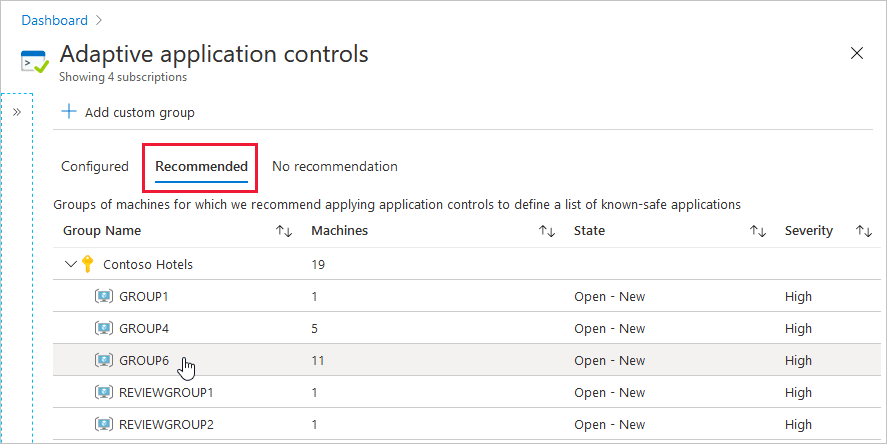 Dashboard
Adaptive application controls
Showing 4 subscriptions
Add custom group
Configured Recommended No recommendation
Groups of machines for which we recommend applying application controls to define a list of known-safe applications
Group Name Machines State Severity
Contoso Hotels 19
GROUP1 1 Open - New High
GROUP4 5 Open - New High
GROUP6 11 Open - New High
REVIEWGROUP1 1 Open - New High
REVIEWGROUP2 1 Open - New High